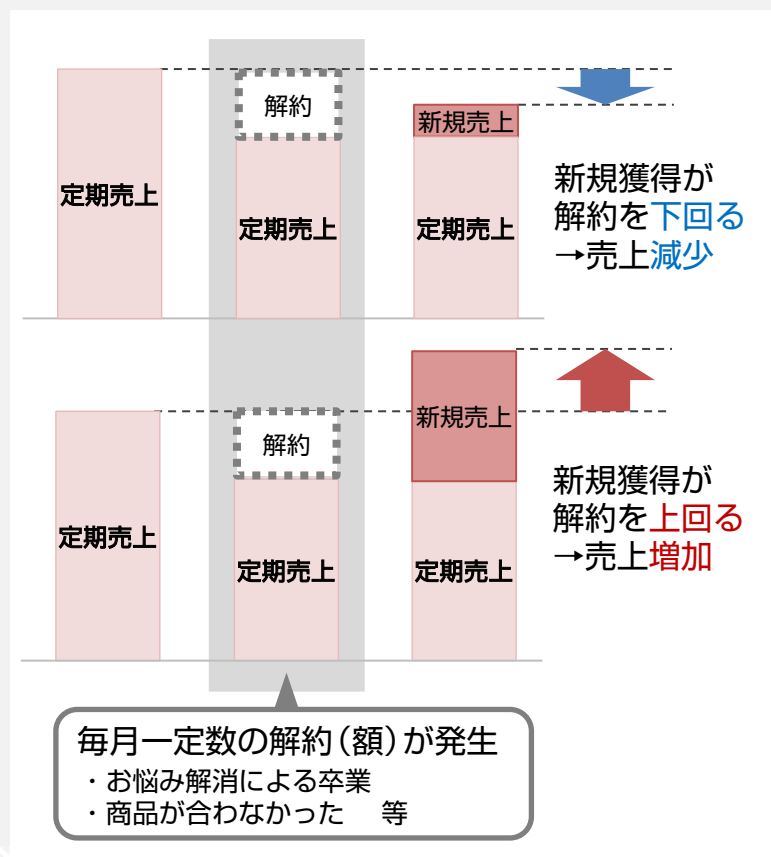 定期売上
解約
定期売上
新規売上
定期売上
新規獲得が
解約を下回る
→売上減少
定期売上
解約
定期売上
新規売上
定期売上
新規獲得が
解約を上回る
→売上増加
毎月一定数の解約（額）が発生
・お悩み解消による卒業
・商品が合わなかった　等